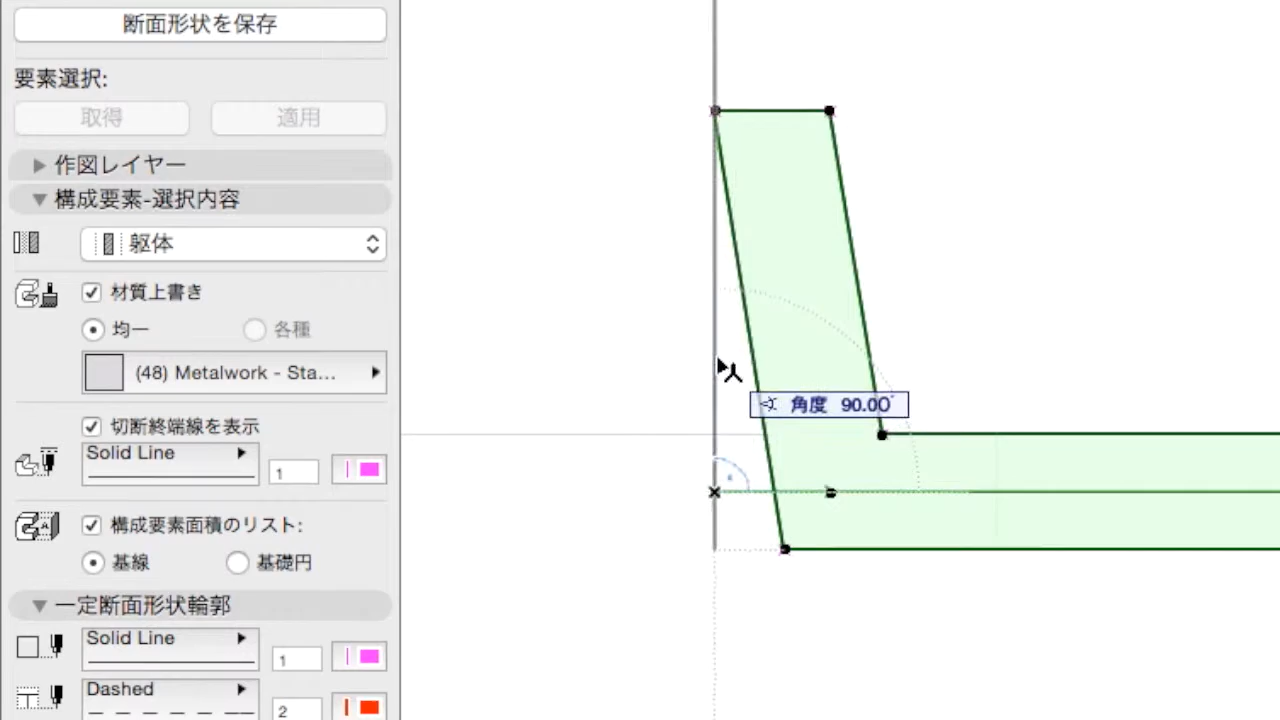 断面形状を保存
要素選択:
取得 適用
作図レイヤー
構成要素-選択内容
躯体
材質上書き
均一 各種
(48) Metalwork - Sta...
切断終端線を表示
Solid Line 1
構成要素面積のリスト:
基線 基礎円
一定断面形状輪郭
Solid Line 1
Dashed 2
角度 90.00°